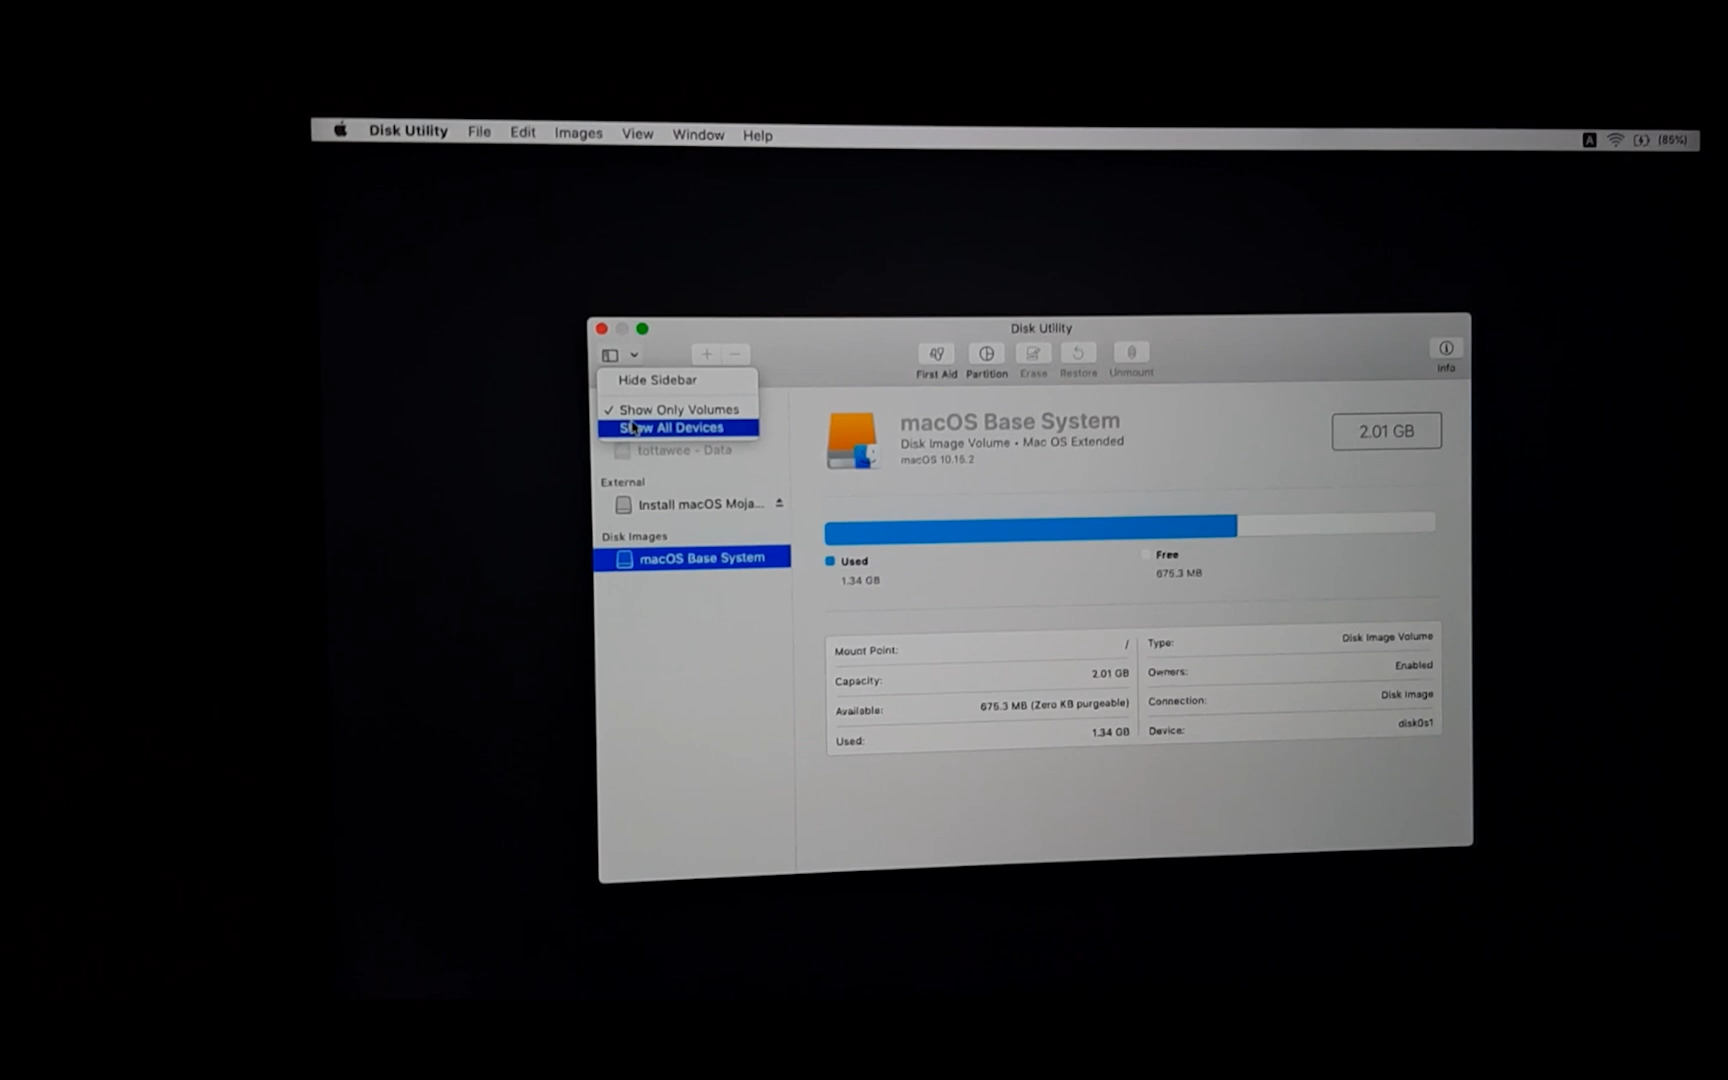 Disk Utility File Edit Images View Window Help
A (86%)
Disk Utility
First Aid Partition Erase Restore Unmount
Info
Hide Sidebar
✓ Show Only Volumes
Show All Devices
tottawee - Data
External
Install macOS Moja...
Disk Images
macOS Base System
macOS Base System
Disk Image Volume • Mac OS Extended
macOS 10.15.2
2.01 GB
Used
1.34 GB
Free
675.3 MB
Mount Point: /
Capacity: 2.01 GB
Available: 675.3 MB (Zero KB purgeable)
Used: 1.34 GB
Type: Disk Image Volume
Owners: Enabled
Connection: Disk Image
Device: disk0s1